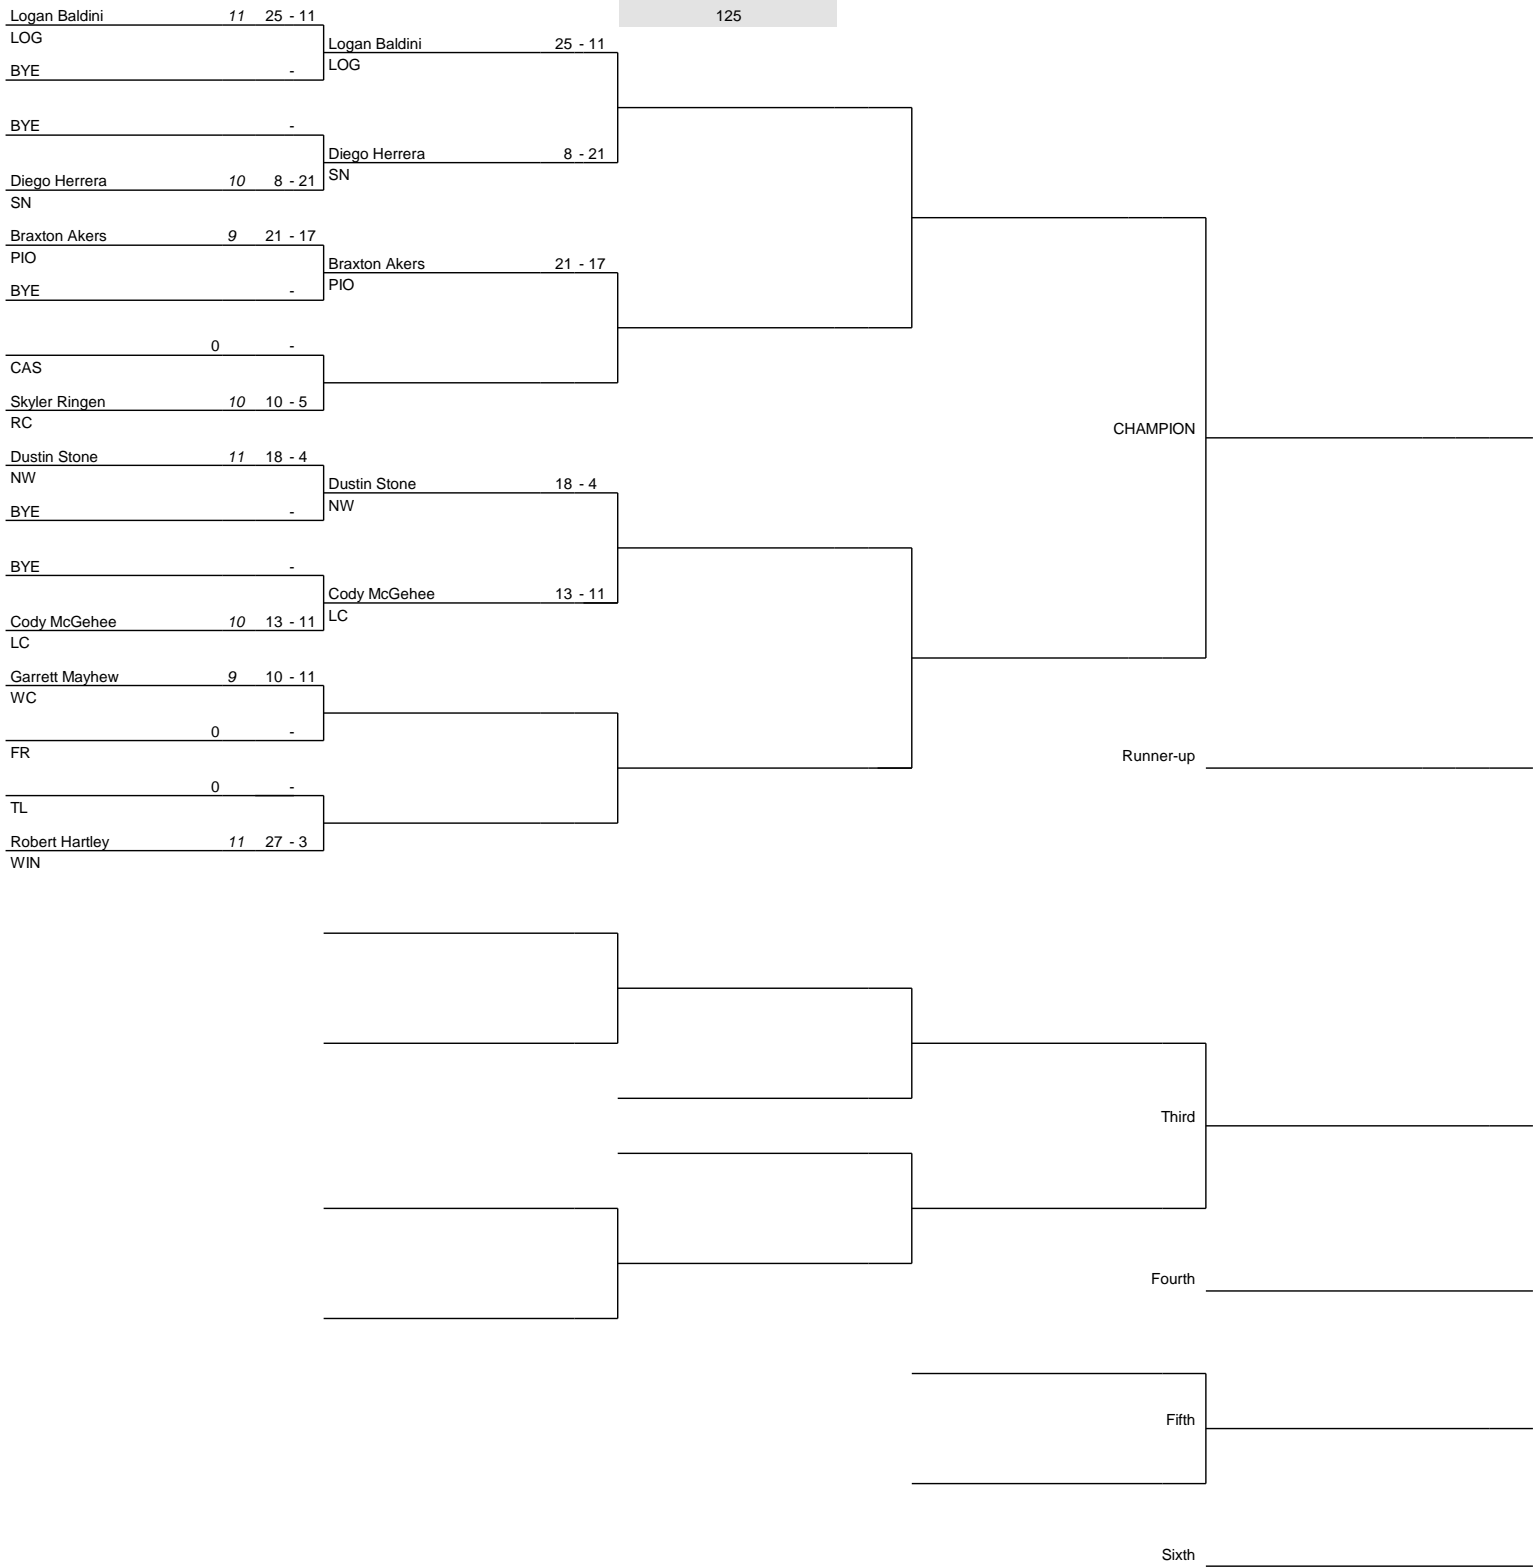 Logan Baldini 11 25 - 11 125
LOG
Logan Baldini 25 - 11
LOG
BYE -
BYE -
Diego Herrera 8 - 21
SN
Diego Herrera 10 8 - 21
SN
Braxton Akers 9 21 - 17
PIO
Braxton Akers 21 - 17
PIO
BYE -
0 -
CAS
Skyler Ringen 10 10 - 5
RC
CHAMPION
Dustin Stone 11 18 - 4
NW
Dustin Stone 18 - 4
NW
BYE -
BYE -
Cody McGehee 13 - 11
LC
Cody McGehee 10 13 - 11
LC
Garrett Mayhew 9 10 - 11
WC
0 -
FR
Runner-up
0 -
TL
Robert Hartley 11 27 - 3
WIN
Third
Fourth
Fifth
Sixth